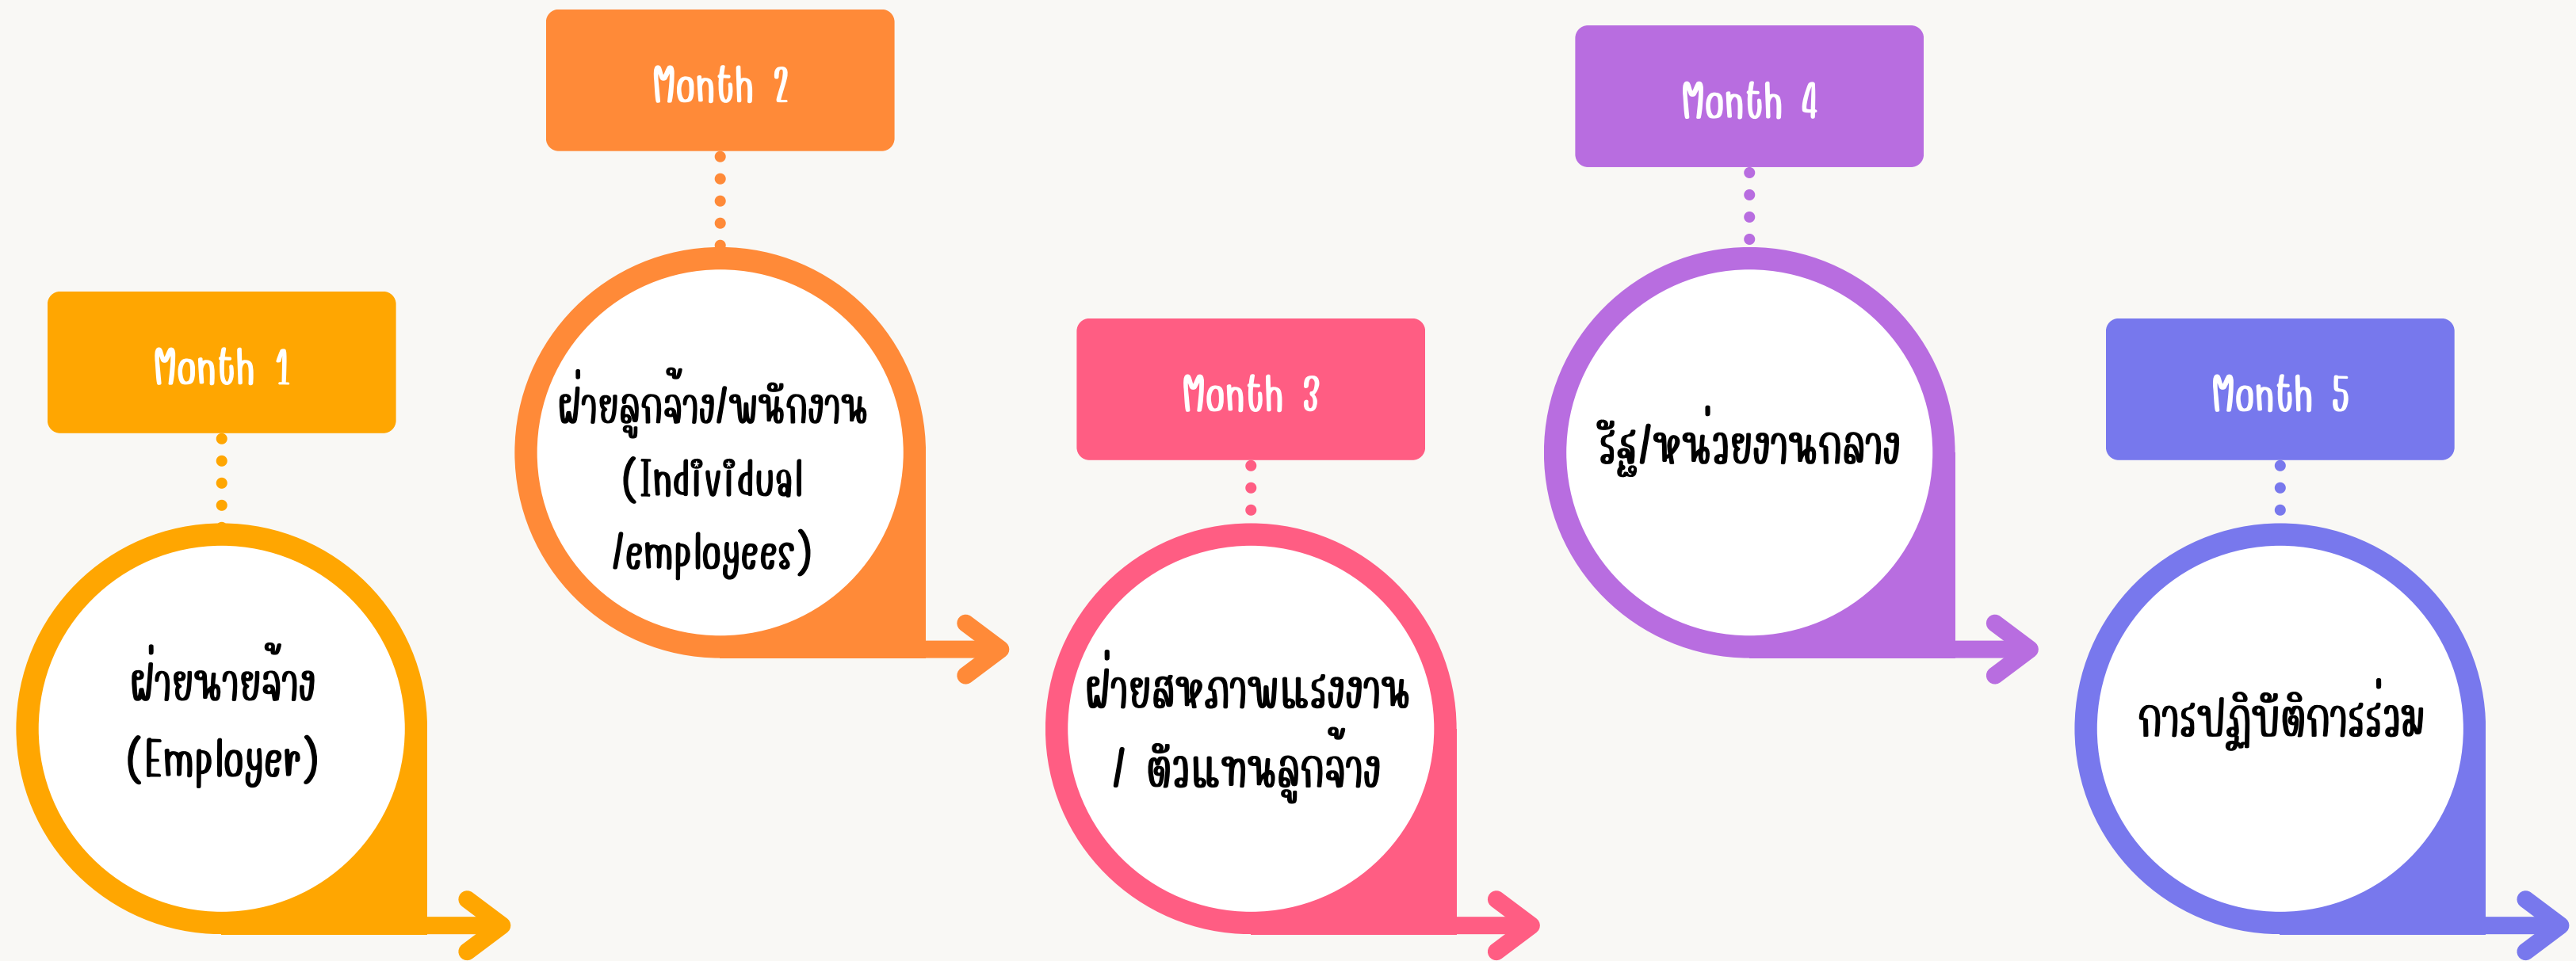 Month 1
ฝ่ายนายจ้าง
(Employer)
Month 2
ฝ่ายลูกจ้าง/พนักงาน
(Individual
/employees)
Month 3
ฝ่ายสหภาพแรงงาน
/ ตัวแทนลูกจ้าง
Month 4
รัฐ/หน่วยงานกลาง
Month 5
การปฏิบัติการร่วม